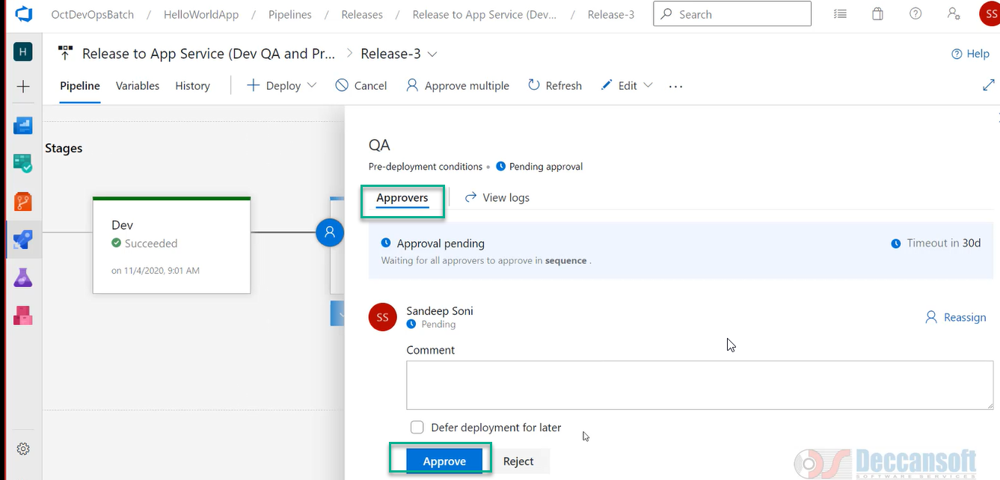 OctDevOpsBatch / HelloWorldApp / Pipelines / Releases / Release to App Service (Dev... / Release-3
Search
SS
H
Release to App Service (Dev QA and Pr... > Release-3
Help
Pipeline Variables History Deploy Cancel Approve multiple Refresh Edit ...
Stages
Dev
Succeeded
on 11/4/2020, 9:01 AM
QA
Pre-deployment conditions • Pending approval
Approvers View logs
Approval pending
Timeout in 30d
Waiting for all approvers to approve in sequence .
SS
Sandeep Soni
Pending
Reassign
Comment
Defer deployment for later
Approve Reject
DS Deccansoft
SOFTWARE SERVICES